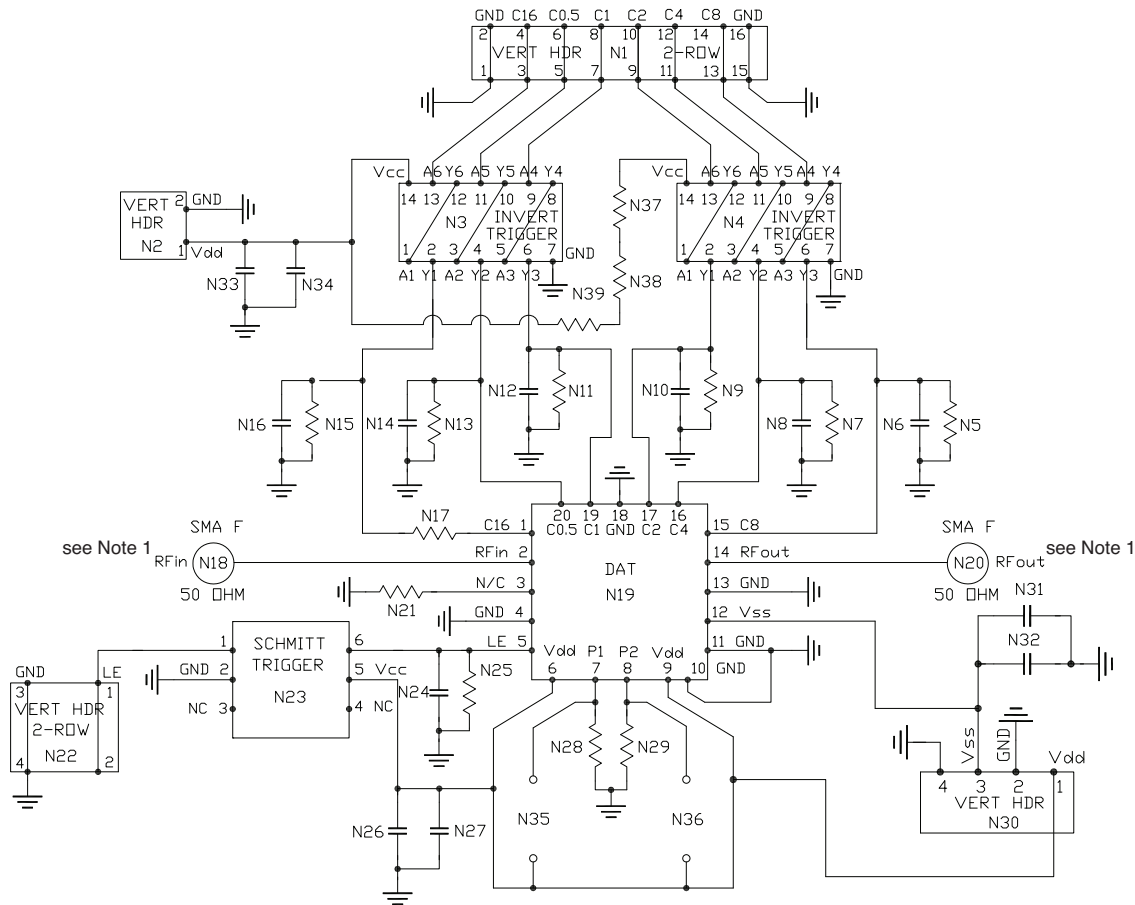 GND C16 C0.5 C1 C2 C4 C8 GND
2 4 6 8 10 12 14 16
VERT HDR N1 2-ROW
1 3 5 7 9 11 13 15
Vcc A6 Y6 A5 Y5 A4 Y4
14 13 12 11 10 9 8
N3 INVERT
TRIGGER
1 2 3 4 5 6 7 GND
A1 Y1 A2 Y2 A3 Y3
N37
N38
N39
Vcc A6 Y6 A5 Y5 A4 Y4
14 13 12 11 10 9 8
N4 INVERT
TRIGGER
1 2 3 4 5 6 7 GND
A1 Y1 A2 Y2 A3 Y3
VERT 2 GND
HDR
N2 1 Vdd
N33 N34
N16 N15 N14 N13 N12 N11 N10 N9 N8 N7 N6 N5
20 19 18 17 16
C0.5 C1 GND C2 C4
N17 C16 1
15 C8
SMA F
see Note 1
RFin N18
50 OHM
RFin 2
14 RFout
SMA F
see Note 1
N20 RFout
50 OHM
DAT
N19
N21 N/C 3
13 GND
GND 4
12 Vss
LE 5
11 GND
Vdd P1 P2 Vdd
6 7 8 9 10
GND
N31
N32
1 SCHMITT 6
TRIGGER
GND 2 5 Vcc
N23
NC 3 4 NC
N24 N25
GND LE
3 1
VERT HDR
2-ROW
N22
4 2
N26 N27
N28 N29
N35 N36
Vss GND Vdd
4 3 2 1
VERT HDR
N30